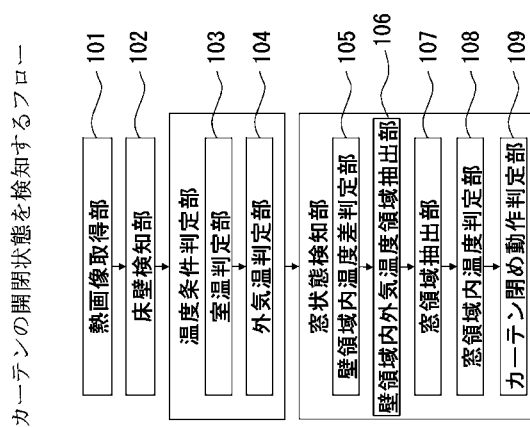 カーテンの開閉状態を検知するフロー
熱画像取得部 101
床壁検知部 102
温度条件判定部
室温判定部 103
外気温判定部 104
窓状態検知部
壁領域内温度差判定部 105
壁領域内外気温度領域抽出部 106
窓領域抽出部 107
窓領域内温度判定部 108
カーテン閉め動作判定部 109